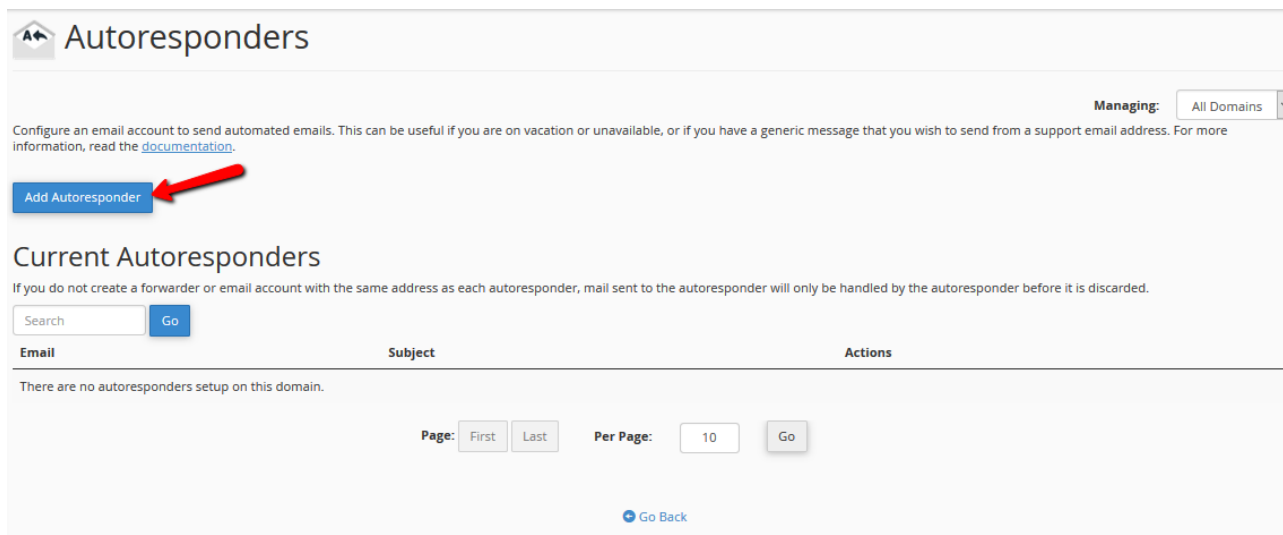 Autoresponders
Managing: All Domains
Configure an email account to send automated emails. This can be useful if you are on vacation or unavailable, or if you have a generic message that you wish to send from a support email address. For more
information, read the documentation.
Add Autoresponder
Current Autoresponders
If you do not create a forwarder or email account with the same address as each autoresponder, mail sent to the autoresponder will only be handled by the autoresponder before it is discarded.
Search Go
Email Subject Actions
There are no autoresponders setup on this domain.
Page: First Last Per Page: 10 Go
Go Back